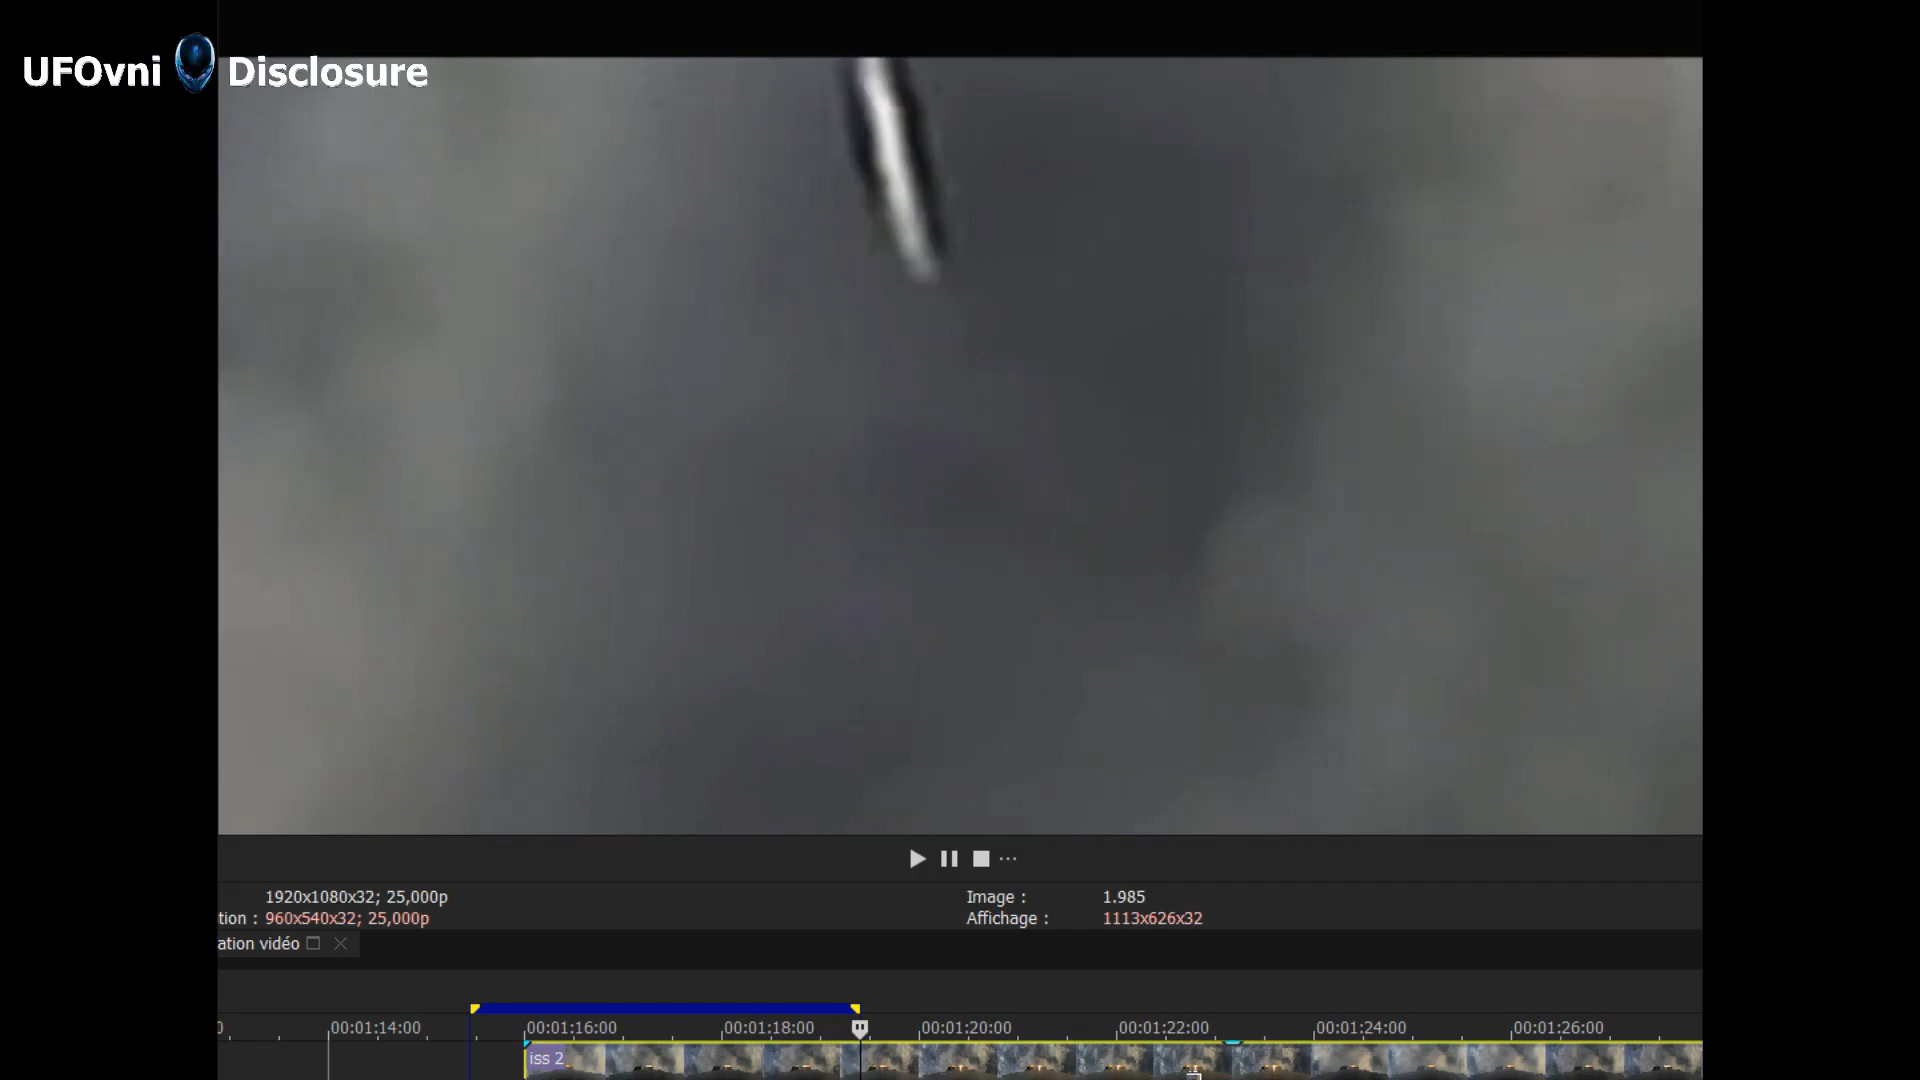 UFOvni Disclosure
1920x1080x32; 25,000p
Image : 1.985
tion : 960x540x32; 25,000p
Affichage : 1113x626x32
ation vidéo
00:01:14:00 00:01:16:00 00:01:18:00 00:01:20:00 00:01:22:00 00:01:24:00 00:01:26:00
iss 2